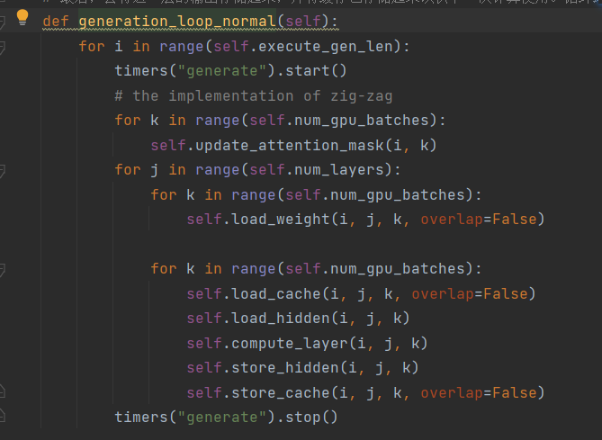 def generation_loop_normal(self):
    for i in range(self.execute_gen_len):
        timers("generate").start()
        # the implementation of zig-zag
        for k in range(self.num_gpu_batches):
            self.update_attention_mask(i, k)
        for j in range(self.num_layers):
            for k in range(self.num_gpu_batches):
                self.load_weight(i, j, k, overlap=False)

            for k in range(self.num_gpu_batches):
                self.load_cache(i, j, k, overlap=False)
                self.load_hidden(i, j, k)
                self.compute_layer(i, j, k)
                self.store_hidden(i, j, k)
                self.store_cache(i, j, k, overlap=False)
        timers("generate").stop()